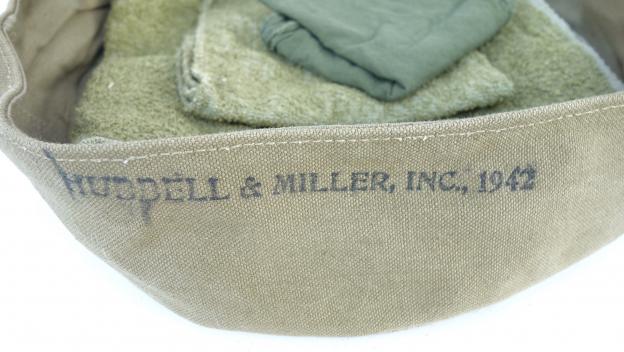 HUDDELL & MILLER, INC., 1942